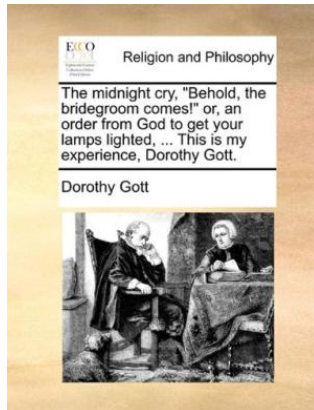 ECCO
Religion and Philosophy
The midnight cry, "Behold, the
bridegroom comes!" or, an
order from God to get your
lamps lighted, ... This is my
experience, Dorothy Gott.
Dorothy Gott